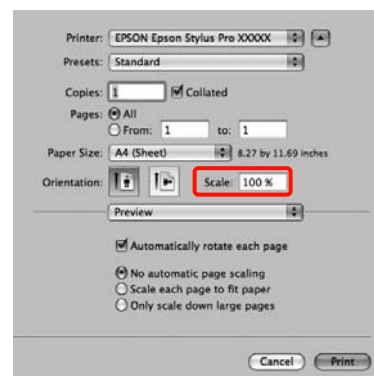 Printer: EPSON Epson Stylus Pro XXXXX
Presets: Standard
Copies: 1 Collated
Pages: All
From: 1 to: 1
Paper Size: A4 (Sheet) 8.27 by 11.69 inches
Orientation: Scale: 100 %
Preview
Automatically rotate each page
No automatic page scaling
Scale each page to fit paper
Only scale down large pages
Cancel Print